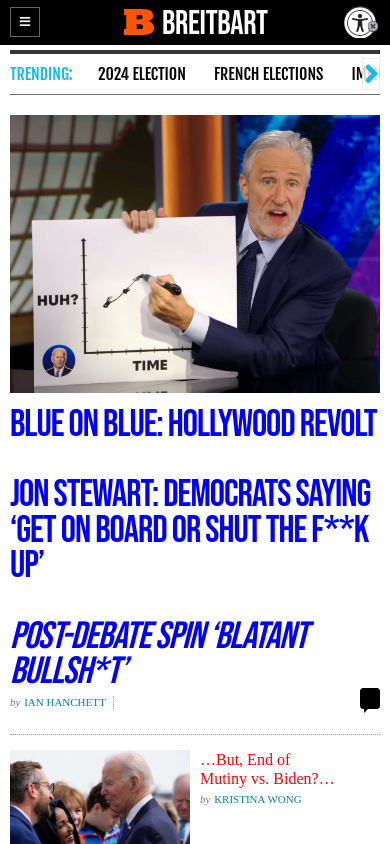 BREITBART
TRENDING: 2024 ELECTION FRENCH ELECTIONS
HUH?
TIME
BLUE ON BLUE: HOLLYWOOD REVOLT
JON STEWART: DEMOCRATS SAYING
‘GET ON BOARD OR SHUT THE F**K
UP’
POST-DEBATE SPIN ‘BLATANT
BULLSH*T’
by IAN HANCHETT
…But, End of
Mutiny vs. Biden?…
by KRISTINA WONG